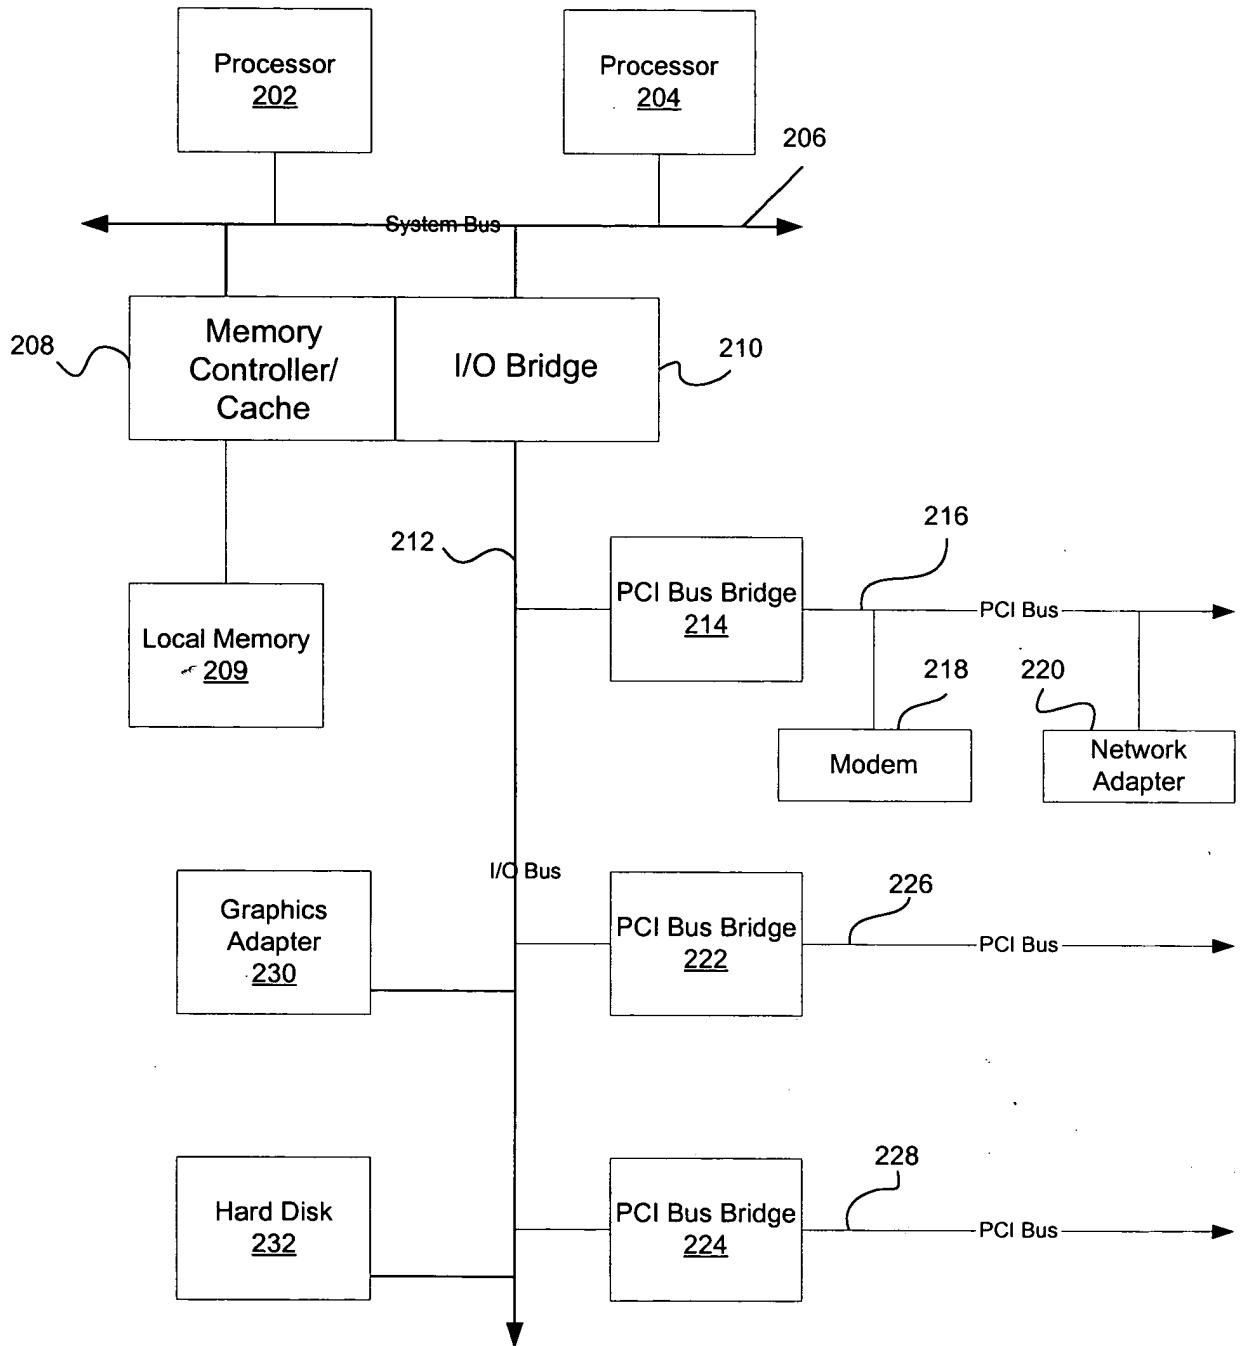 Processor
202
Processor
204
206
System Bus
208
Memory
Controller/
Cache
I/O Bridge
210
212
216
PCI Bus Bridge
214
PCI Bus
Local Memory
209
218
220
Modem
Network
Adapter
I/O Bus
Graphics
Adapter
230
PCI Bus Bridge
222
226
PCI Bus
228
Hard Disk
232
PCI Bus Bridge
224
PCI Bus